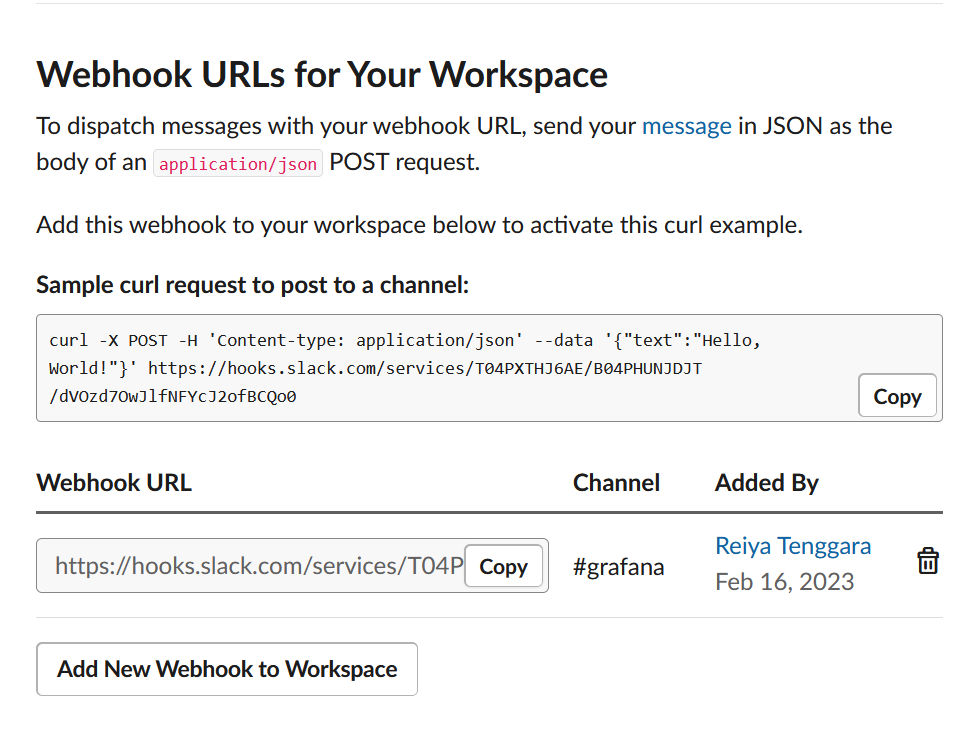 Webhook URLs for Your Workspace
To dispatch messages with your webhook URL, send your message in JSON as the
body of an application/json POST request.
Add this webhook to your workspace below to activate this curl example.
Sample curl request to post to a channel:
curl -X POST -H 'Content-type: application/json' --data '{"text":"Hello,
World!"}' https://hooks.slack.com/services/T04PXTHJ6AE/B04PHUNJDJT
/dVOzd7OwJlfNFYcJ2ofBCQo0
Copy
Webhook URL Channel Added By
https://hooks.slack.com/services/T04P Copy #grafana Reiya Tenggara
Feb 16, 2023
Add New Webhook to Workspace